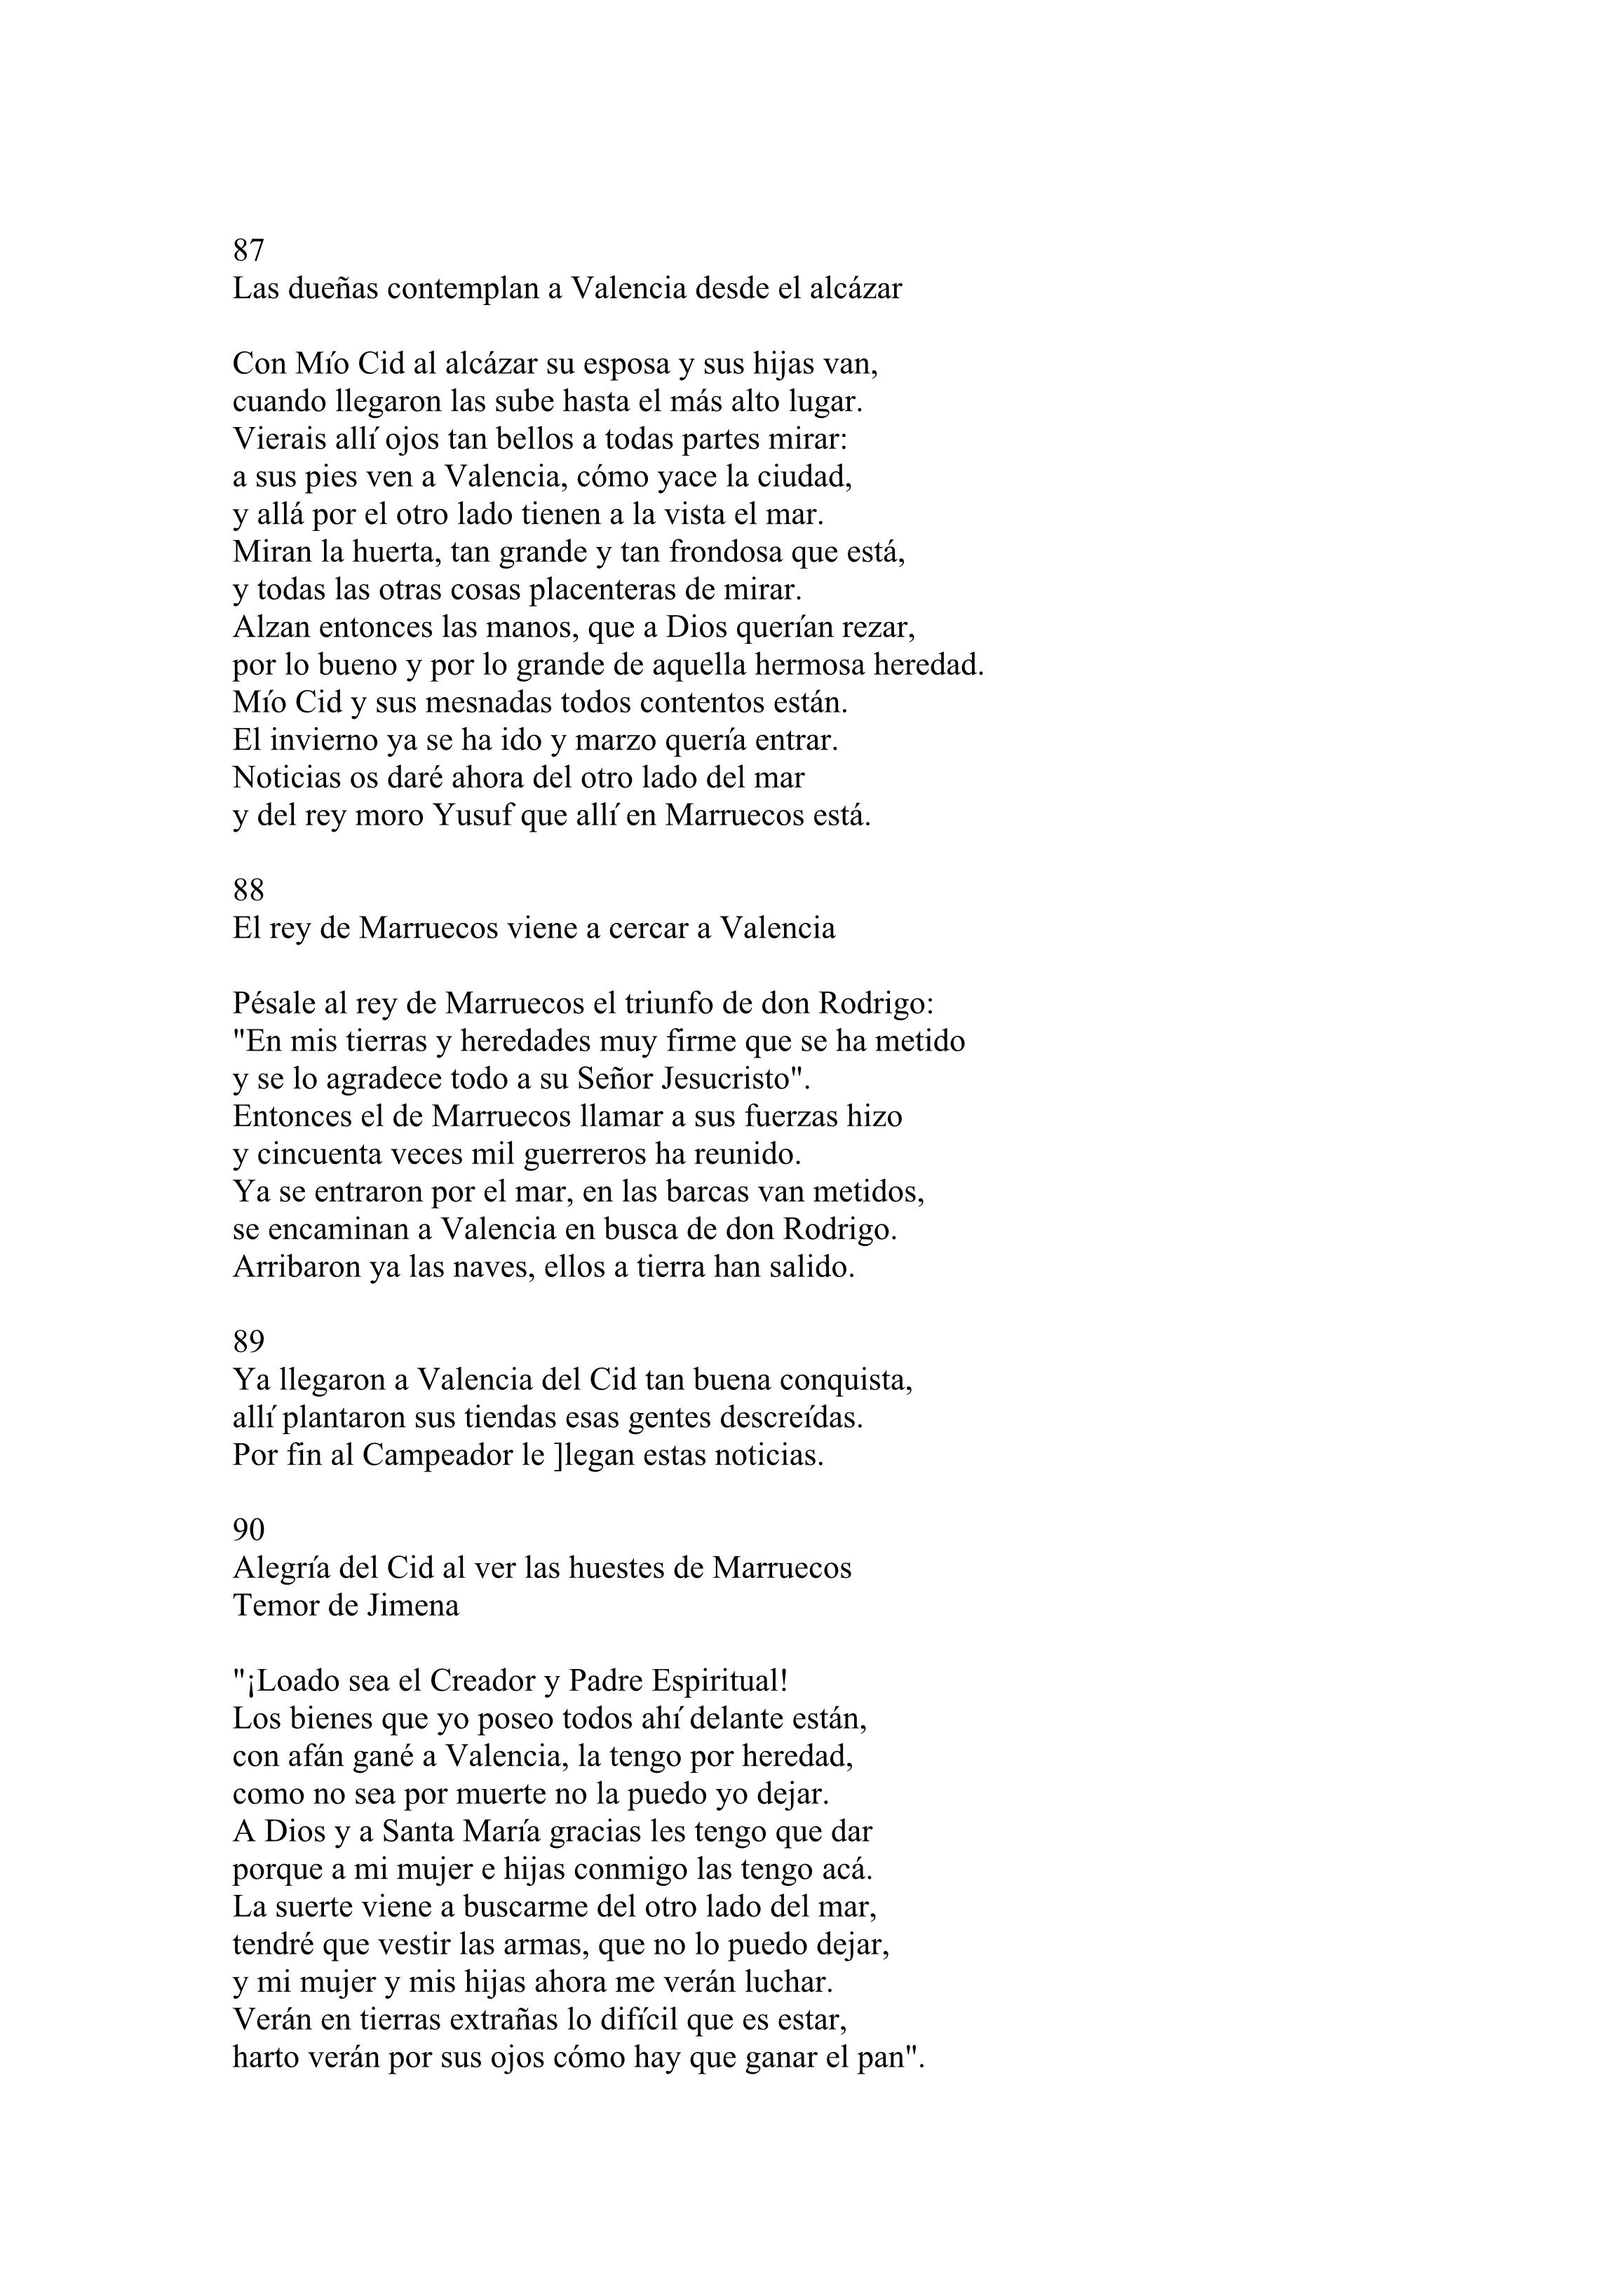 87
Las dueñas contemplan a Valencia desde el alcázar

Con Mío Cid al alcázar su esposa y sus hijas van,
cuando llegaron las sube hasta el más alto lugar.
Vierais allí ojos tan bellos a todas partes mirar:
a sus pies ven a Valencia, cómo yace la ciudad,
y allá por el otro lado tienen a la vista el mar.
Miran la huerta, tan grande y tan frondosa que está,
y todas las otras cosas placenteras de mirar.
Alzan entonces las manos, que a Dios querían rezar,
por lo bueno y por lo grande de aquella hermosa heredad.
Mío Cid y sus mesnadas todos contentos están.
El invierno ya se ha ido y marzo quería entrar.
Noticias os daré ahora del otro lado del mar
y del rey moro Yusuf que allí en Marruecos está.

88
El rey de Marruecos viene a cercar a Valencia

Pésale al rey de Marruecos el triunfo de don Rodrigo:
"En mis tierras y heredades muy firme que se ha metido
y se lo agradece todo a su Señor Jesucristo".
Entonces el de Marruecos llamar a sus fuerzas hizo
y cincuenta veces mil guerreros ha reunido.
Ya se entraron por el mar, en las barcas van metidos,
se encaminan a Valencia en busca de don Rodrigo.
Arribaron ya las naves, ellos a tierra han salido.

89
Ya llegaron a Valencia del Cid tan buena conquista,
allí plantaron sus tiendas esas gentes descreídas.
Por fin al Campeador le ]legan estas noticias.

90
Alegría del Cid al ver las huestes de Marruecos
Temor de Jimena

"¡Loado sea el Creador y Padre Espiritual!
Los bienes que yo poseo todos ahí delante están,
con afán gané a Valencia, la tengo por heredad,
como no sea por muerte no la puedo yo dejar.
A Dios y a Santa María gracias les tengo que dar
porque a mi mujer e hijas conmigo las tengo acá.
La suerte viene a buscarme del otro lado del mar,
tendré que vestir las armas, que no lo puedo dejar,
y mi mujer y mis hijas ahora me verán luchar.
Verán en tierras extrañas lo difícil que es estar,
harto verán por sus ojos cómo hay que ganar el pan".